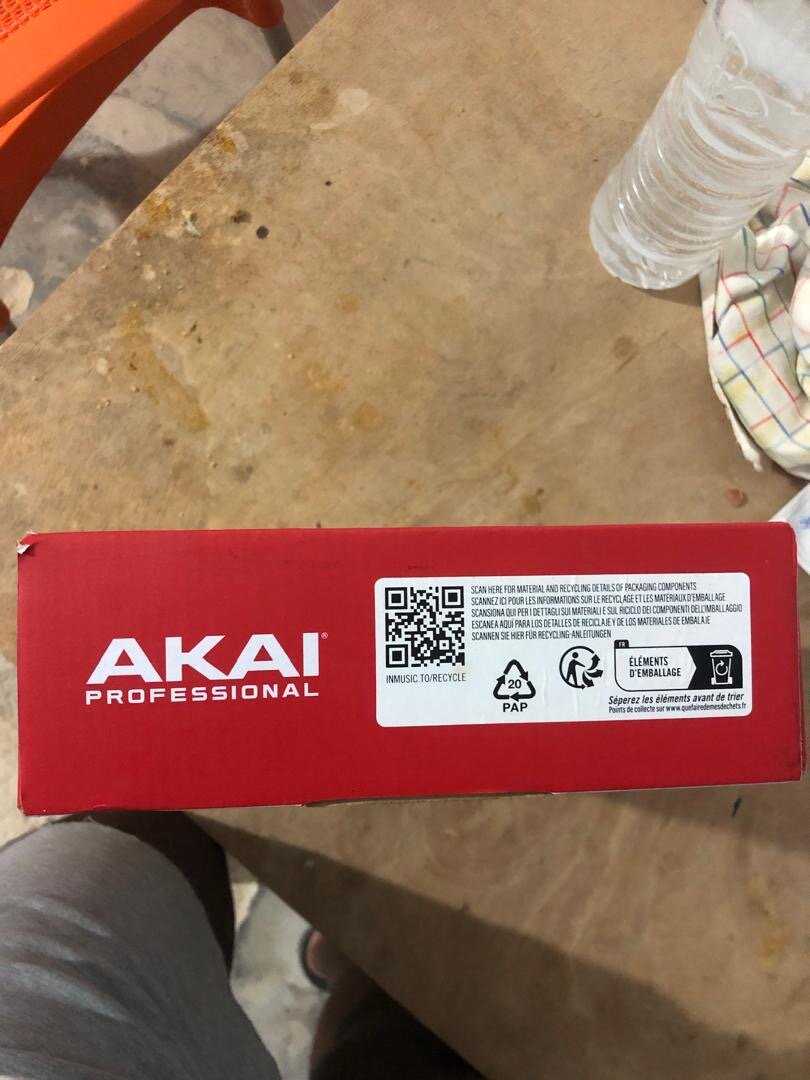 AKAI®
PROFESSIONAL
SCAN HERE FOR MATERIAL AND RECYCLING DETAILS OF PACKAGING COMPONENTS
SCANNEZ ICI POUR LES INFORMATIONS SUR LE RECYCLAGE ET LES MATERIAUX D'EMBALLAGE
SCANSIONA QUI PER I DETTAGLI SUI MATERIALI E SUL RICICLO DEI COMPONENTI DELL'IMBALLAGGIO
ESCANEA AQUÍ PARA LOS DETALLES DE RECICLAJE Y DE LOS MATERIALES DE EMBALAJE
SCANNEN SIE HIER FÜR RECYCLING-ANLEITUNGEN
INMUSIC.TO/RECYCLE
20
PAP
FR
ÉLÉMENTS
D'EMBALLAGE
Séparez les éléments avant de trier
Points de collecte sur www.quefairedemesdechets.fr